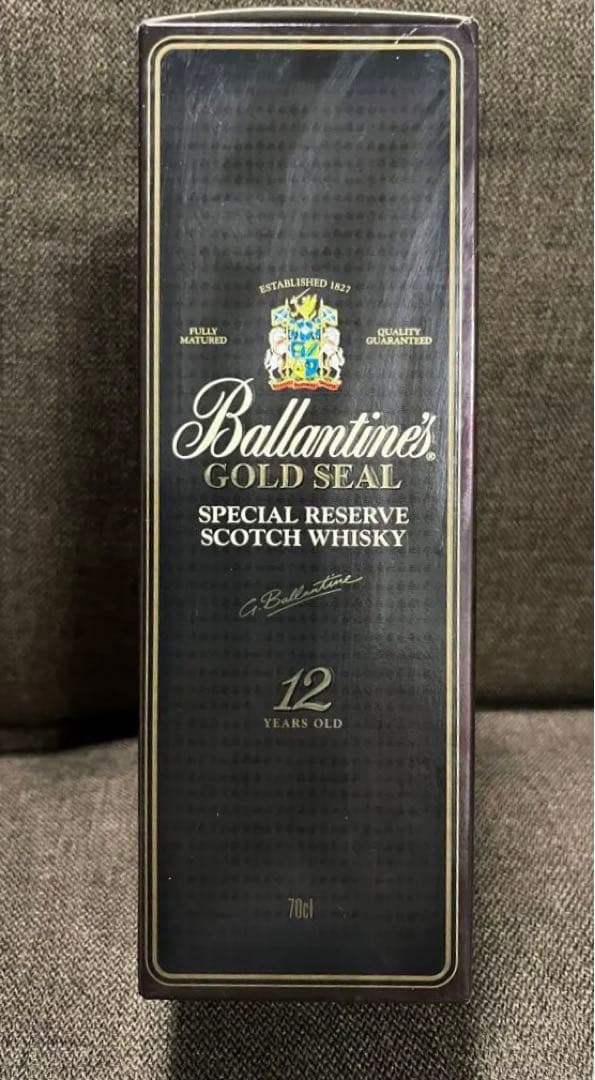 ESTABLISHED 1827
FULLY
MATURED
QUALITY
GUARANTEED
Ballantine's®
GOLD SEAL
SPECIAL RESERVE
SCOTCH WHISKY
G. Ballantine
12
YEARS OLD
70cl